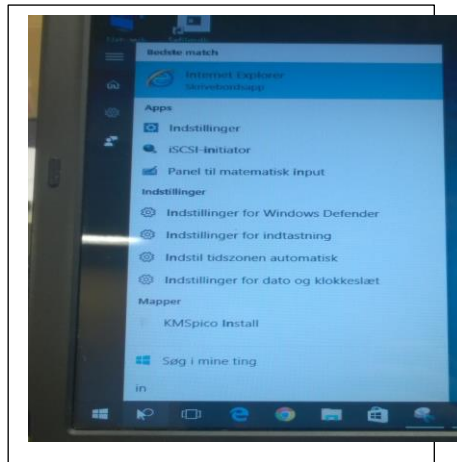 Bedste match
Internet Explorer
Skrivebordsapp
Apps
Indstillinger
iSCSI-initiator
Panel til matematisk input
Indstillinger
Indstillinger for Windows Defender
Indstillinger for indtastning
Indstil tidszonen automatisk
Indstillinger for dato og klokkeslæt
Mapper
KMSpico Install
Søg i mine ting
in